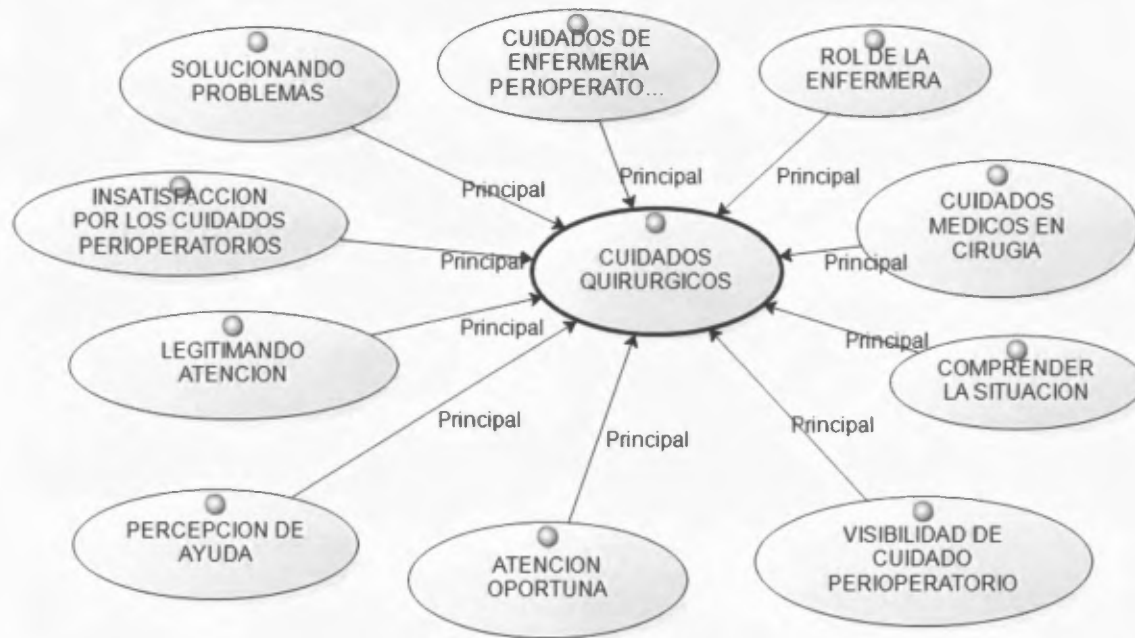 SOLUCIONANDO
PROBLEMAS
CUIDADOS DE
ENFERMERIA
PERIOPERATO...
ROL DE LA
ENFERMERA
Principal
Principal
Principal
INSATISFACCION
POR LOS CUIDADOS
PERIOPERATORIOS
CUIDADOS
MEDICOS EN
CIRUGIA
Principal
CUIDADOS
QUIRURGICOS
Principal
LEGITIMANDO
ATENCION
Principal
Principal
COMPRENDER
LA SITUACION
Principal
Principal
Principal
PERCEPCION DE
AYUDA
ATENCION
OPORTUNA
VISIBILIDAD DE
CUIDADO
PERIOPERATORIO